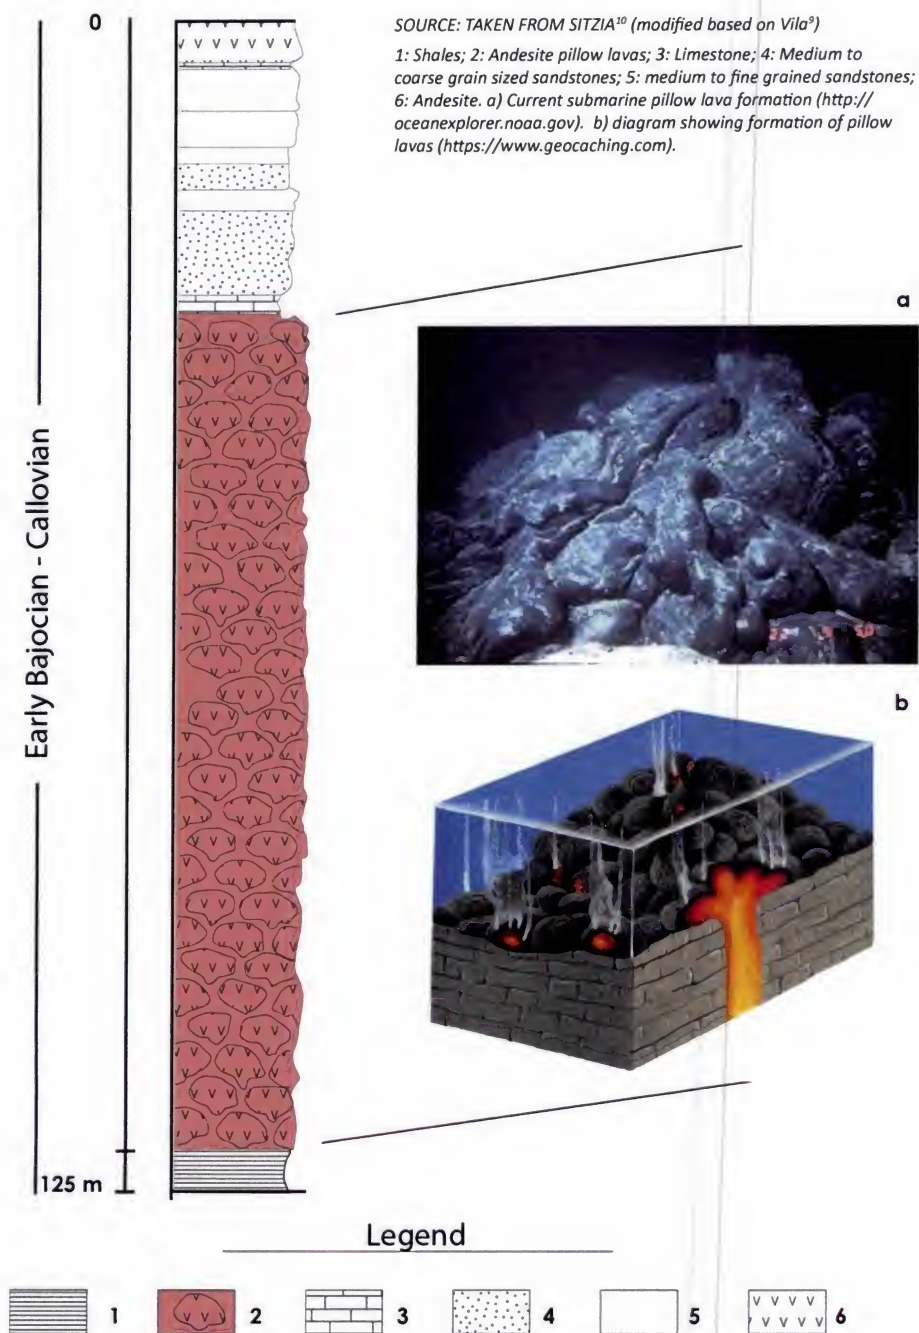 0
SOURCE: TAKEN FROM SITZIA¹⁰ (modified based on Vila⁹)
1: Shales; 2: Andesite pillow lavas; 3: Limestone; 4: Medium to
coarse grain sized sandstones; 5: medium to fine grained sandstones;
6: Andesite. a) Current submarine pillow lava formation (http://
oceanexplorer.noaa.gov). b) diagram showing formation of pillow
lavas (https://www.geocaching.com).
a
Early Bajocian - Callovian
b
125 m
Legend
1 2 3 4 5 6